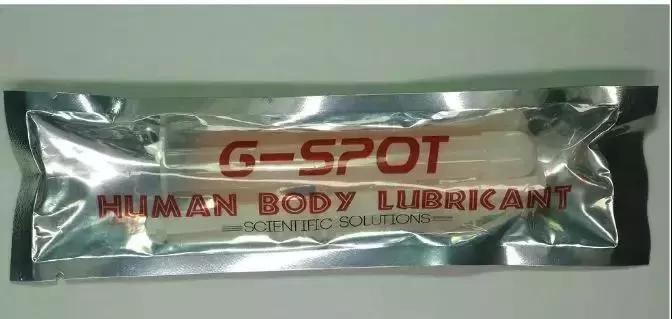 G-SPOT
HUMAN BODY LUBRICANT
SCIENTIFIC SOLUTIONS